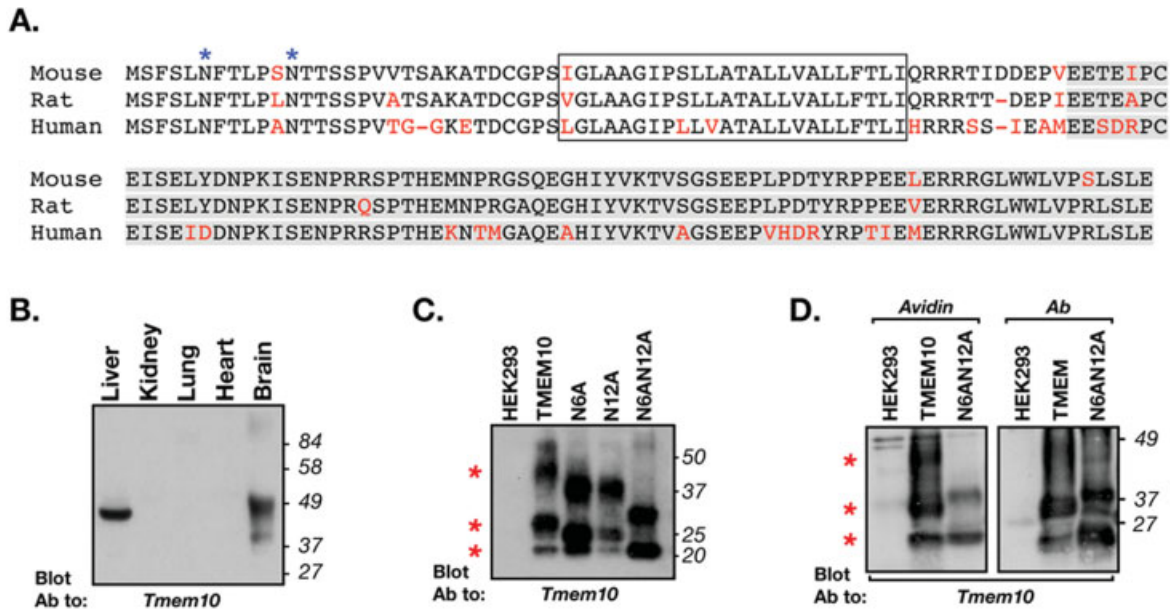 A.
* *
Mouse MSFSLNFTLPSNTTSSPVVTSAKATDCGPSIGLAAGIPSLLATALLVALLFTLIQRRRTIDDEPVEETEIPC
Rat MSFSLNFTLPLNTTSSPVATSAKATDCGPSVGLAAGIPSLLATALLVALLFTLIQRRRTT-DEPIEETEAPC
Human MSFSLNFTLPANTTSSPVTG-GKETDCGPSLGLAAGIPLLVATALLVALLFTLIHRRRSS-IEAMEESDRPC
Mouse EISELYDNPKISENPRRSPTHEMNPRGSQEGHIYVKTVSGSEEPLPDTYRPPEELERRRGLWWLVPSLSLE
Rat EISELYDNPKISENPRQSPTHEMNPRGAQEGHIYVKTVSGSEEPLPDTYRPPEEVERRRGLWWLVPRLSLE
Human EISEIDDNPKISENPRRSPTHEKNTMGAQEAHIYVKTVAGSEEPVHDRYRPTIEMERRRGLWWLVPRLSLE
B.
Liver
Kidney
Lung
Heart
Brain
84
58
49
37
27
Blot
Ab to: Tmem10
C.
HEK293
TMEM10
N6A
N12A
N6AN12A
50
37
25
20
*
*
*
Blot
Ab to: Tmem10
D.
Avidin
Ab
HEK293
TMEM10
N6AN12A
HEK293
TMEM
N6AN12A
49
37
27
*
*
*
Blot
Ab to: Tmem10